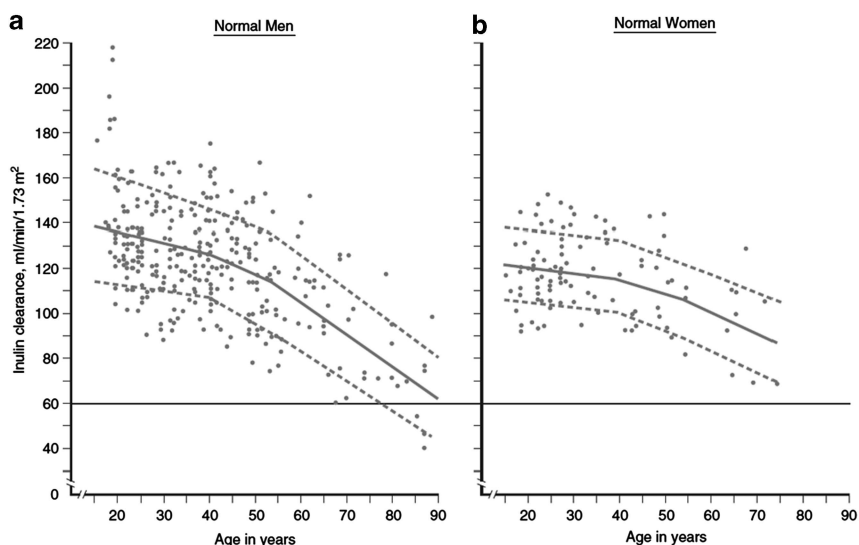 a
Normal Men
b
Normal Women
Inulin clearance, ml/min/1.73 m²
220
200
180
160
140
120
100
80
60
40
0
20 30 40 50 60 70 80 90
Age in years
20 30 40 50 60 70 80 90
Age in years